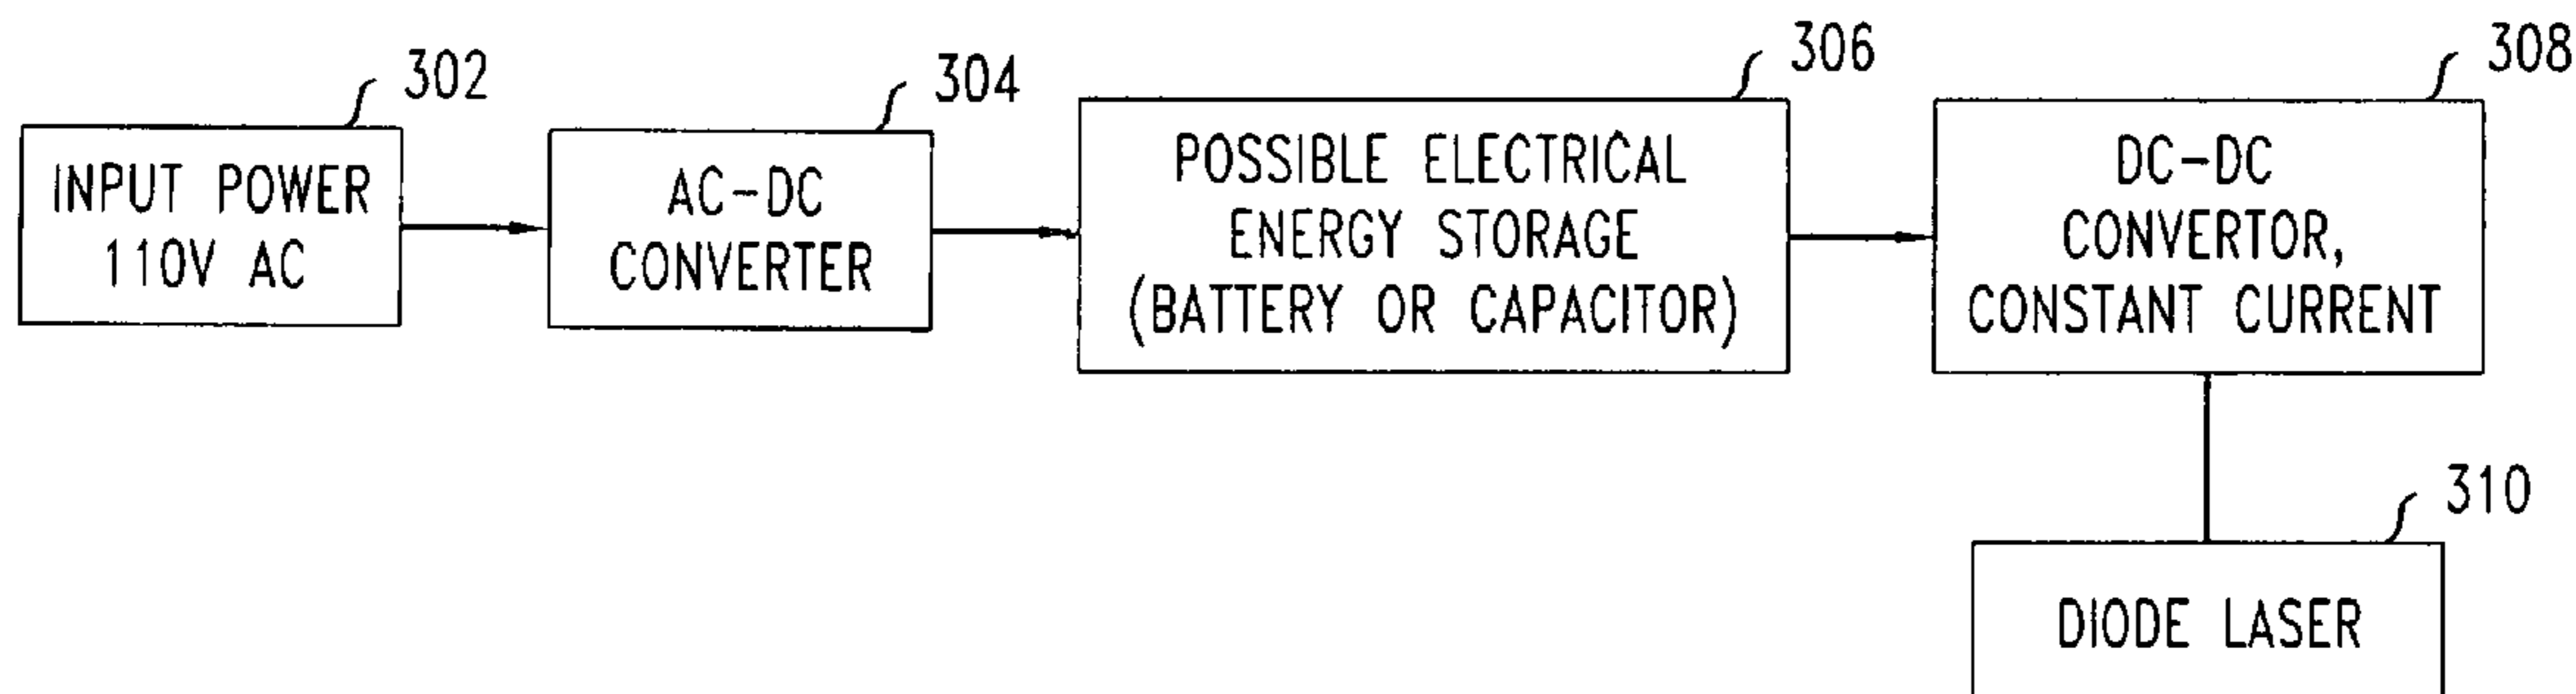 302
INPUT POWER
110V AC
304
AC-DC
CONVERTER
306
POSSIBLE ELECTRICAL
ENERGY STORAGE
(BATTERY OR CAPACITOR)
308
DC-DC
CONVERTOR,
CONSTANT CURRENT
310
DIODE LASER